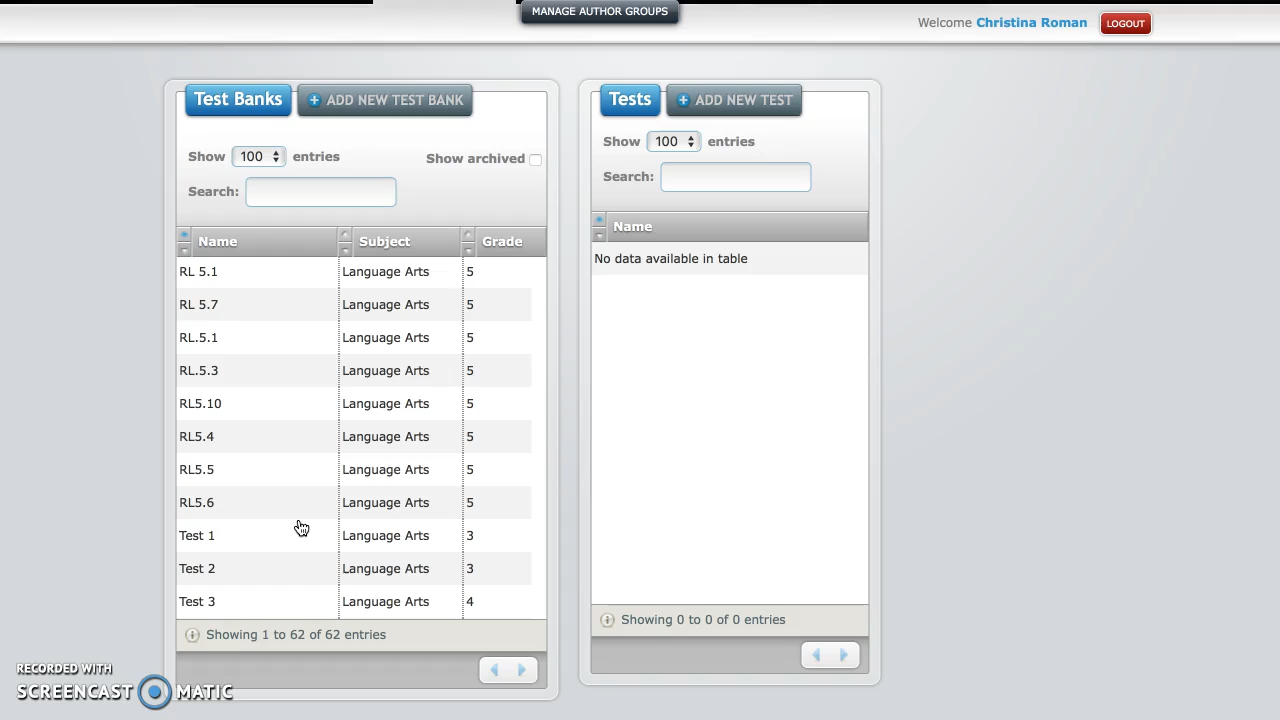 MANAGE AUTHOR GROUPS
Welcome Christina Roman LOGOUT
Test Banks ADD NEW TEST BANK
Show 100 entries Show archived
Search:
Name Subject Grade
RL 5.1 Language Arts 5
RL 5.7 Language Arts 5
RL.5.1 Language Arts 5
RL.5.3 Language Arts 5
RL5.10 Language Arts 5
RL5.4 Language Arts 5
RL5.5 Language Arts 5
RL5.6 Language Arts 5
Test 1 Language Arts 3
Test 2 Language Arts 3
Test 3 Language Arts 4
Showing 1 to 62 of 62 entries
Tests ADD NEW TEST
Show 100 entries
Search:
Name
No data available in table
Showing 0 to 0 of 0 entries
RECORDED WITH
SCREENCAST MATIC